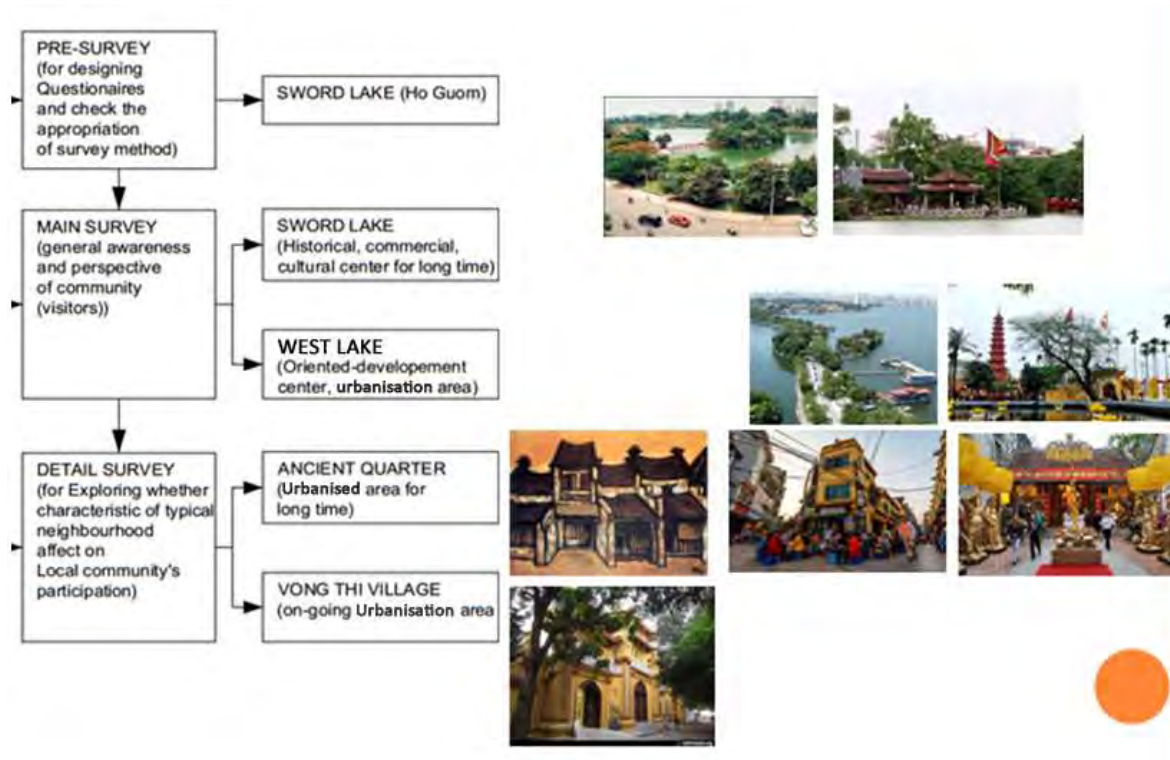 PRE-SURVEY
(for designing
Questionaires
and check the
appropriation
of survey method)
SWORD LAKE (Ho Guom)
MAIN SURVEY
(general awareness
and perspective
of community
(visitors))
SWORD LAKE
(Historical, commercial,
cultural center for long time)
WEST LAKE
(Oriented-developement
center, urbanisation area)
DETAIL SURVEY
(for Exploring whether
characteristic of typical
neighbourhood
affect on
Local community's
participation)
ANCIENT QUARTER
(Urbanised area for
long time)
VONG THI VILLAGE
(on-going Urbanisation area